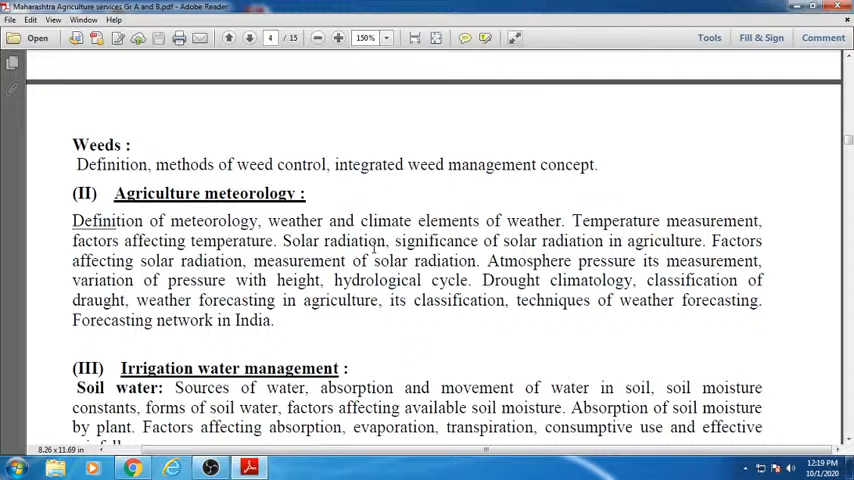 Maharashtra Agriculture services Gr A and B.pdf - Adobe Reader
File Edit View Window Help
Open 4 / 15 150% Tools Fill & Sign Comment
Weeds :
Definition, methods of weed control, integrated weed management concept.
(II) Agriculture meteorology :
Definition of meteorology, weather and climate elements of weather. Temperature measurement,
factors affecting temperature. Solar radiation, significance of solar radiation in agriculture. Factors
affecting solar radiation, measurement of solar radiation. Atmosphere pressure its measurement,
variation of pressure with height, hydrological cycle. Drought climatology, classification of
draught, weather forecasting in agriculture, its classification, techniques of weather forecasting.
Forecasting network in India.
(III) Irrigation water management :
Soil water: Sources of water, absorption and movement of water in soil, soil moisture
constants, forms of soil water, factors affecting available soil moisture. Absorption of soil moisture
by plant. Factors affecting absorption, evaporation, transpiration, consumptive use and effective
8.26 x 11.69 in
12:19 PM
10/1/2020